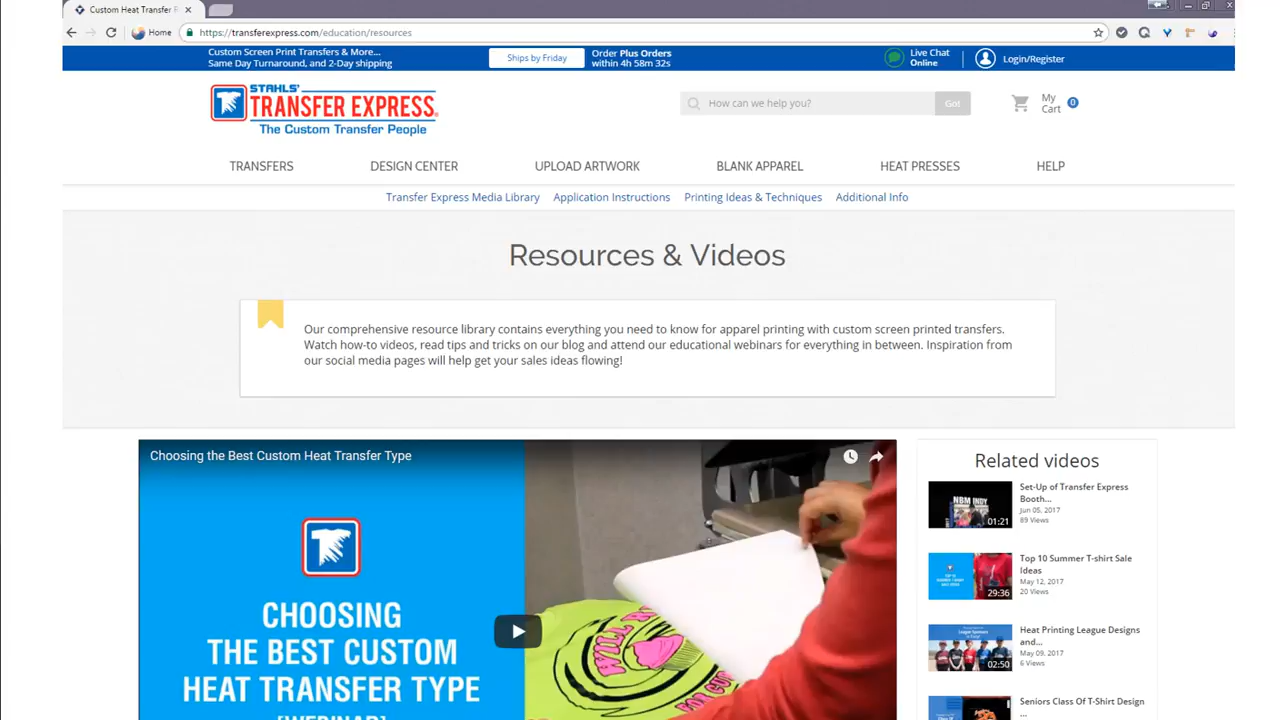 Custom Heat Transfer
Home
https://transferexpress.com/education/resources
Custom Screen Print Transfers & More...
Same Day Turnaround, and 2-Day shipping
Ships by Friday
Order Plus Orders
within 4h 58m 32s
Live Chat
Online
Login/Register
STAHLS'
TRANSFER EXPRESS.
The Custom Transfer People
How can we help you?
Go!
My
Cart
0
TRANSFERS
DESIGN CENTER
UPLOAD ARTWORK
BLANK APPAREL
HEAT PRESSES
HELP
Transfer Express Media Library
Application Instructions
Printing Ideas & Techniques
Additional Info
Resources & Videos
Our comprehensive resource library contains everything you need to know for apparel printing with custom screen printed transfers.
Watch how-to videos, read tips and tricks on our blog and attend our educational webinars for everything in between. Inspiration from
our social media pages will help get your sales ideas flowing!
Choosing the Best Custom Heat Transfer Type
CHOOSING
THE BEST CUSTOM
HEAT TRANSFER TYPE
[WEBINAR]
Related videos
NBM INDY
01:21
Set-Up of Transfer Express
Booth...
Jun 05, 2017
89 Views
29:36
Top 10 Summer T-shirt Sale
Ideas
May 12, 2017
20 Views
02:50
Heat Printing League Designs
and...
May 09, 2017
6 Views
Seniors Class Of T-Shirt Design
...